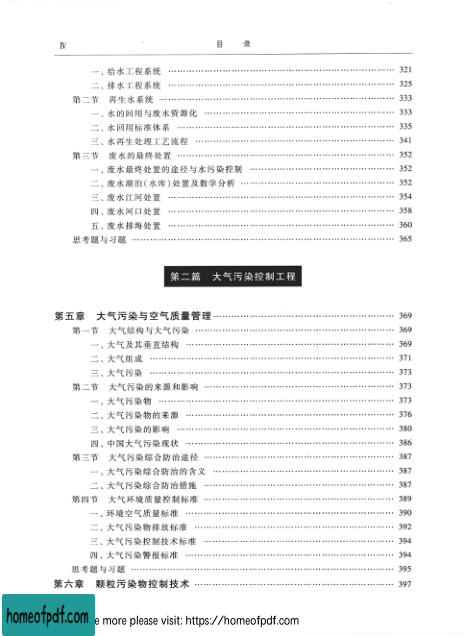 Ⅳ 目 录
一、给水工程系统 …… 321
二、排水工程系统 …… 325
第二节 再生水系统 …… 333
一、水的回用与废水资源化 …… 333
二、水回用标准体系 …… 335
三、水再生处理工艺流程 …… 341
第三节 废水的最终处置 …… 352
一、废水最终处置的途径与水污染控制 …… 352
二、废水湖泊(水库)处置及数学分析 …… 352
三、废水江河处置 …… 354
四、废水河口处置 …… 358
五、废水排海处置 …… 360
思考题与习题 …… 365
第二篇 大气污染控制工程
第五章 大气污染与空气质量管理 …… 369
第一节 大气结构与大气污染 …… 369
一、大气及其垂直结构 …… 369
二、大气组成 …… 371
三、大气污染 …… 373
第二节 大气污染的来源和影响 …… 373
一、大气污染物 …… 373
二、大气污染物的来源 …… 376
三、大气污染的影响 …… 380
四、中国大气污染现状 …… 386
第三节 大气污染综合防治途径 …… 387
一、大气污染综合防治的含义 …… 387
二、大气污染综合防治措施 …… 387
第四节 大气环境质量控制标准 …… 389
一、环境空气质量标准 …… 390
二、大气污染物排放标准 …… 392
三、大气污染控制技术标准 …… 394
四、大气污染警报标准 …… 394
思考题与习题 …… 395
第六章 颗粒污染物控制技术 …… 397
homeofpdf.com
e more please visit: https://homeofpdf.com